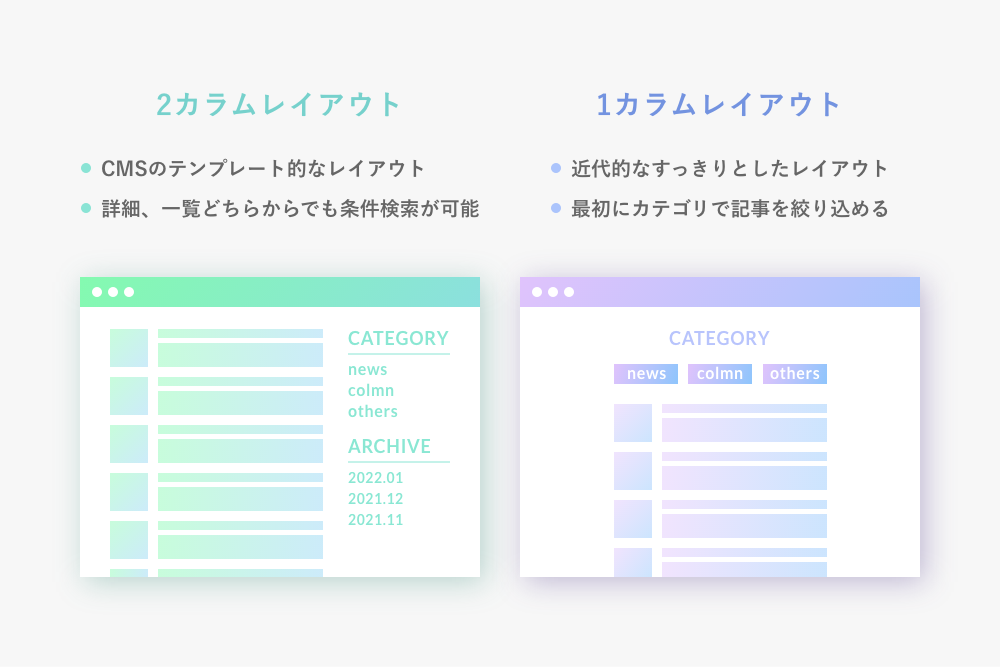 2カラムレイアウト
CMSのテンプレート的なレイアウト
詳細、一覧どちらからでも条件検索が可能
CATEGORY
news
colmn
others
ARCHIVE
2022.01
2021.12
2021.11
1カラムレイアウト
近代的なすっきりとしたレイアウト
最初にカテゴリで記事を絞り込める
CATEGORY
news colmn others